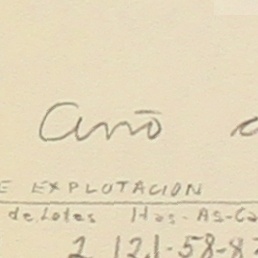 Año
E EXPLOTACION
de Lotes Has - As - Ca
2 121-58-8